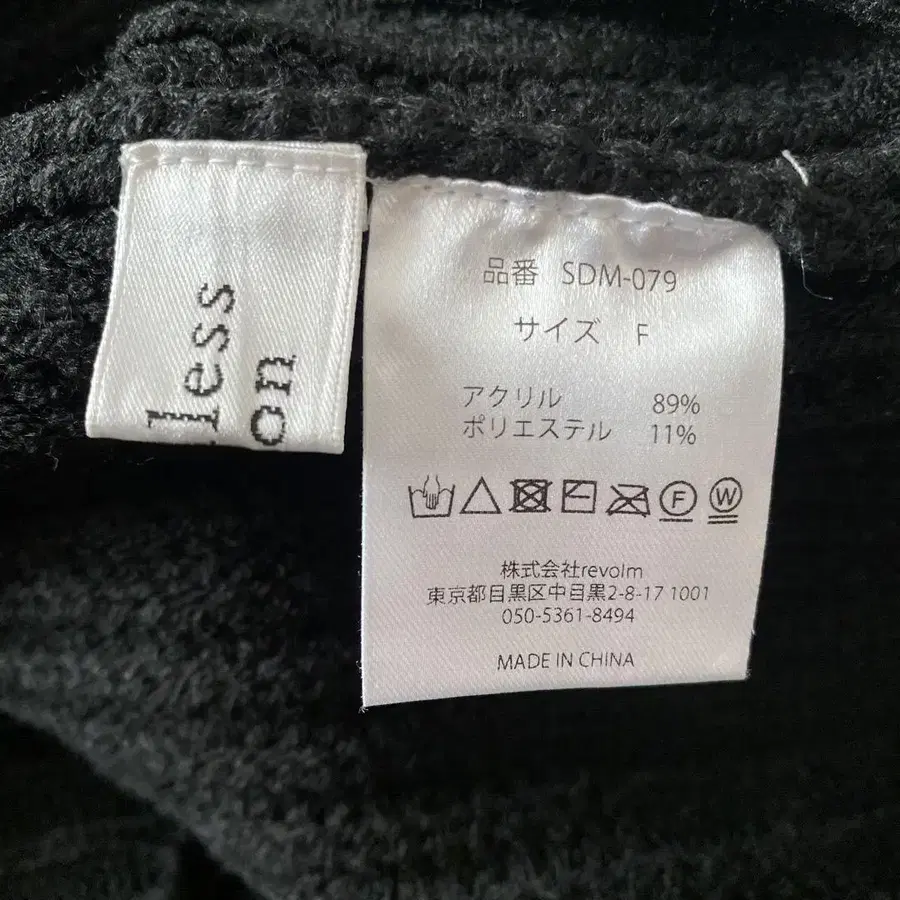 less
on
品番 SDM-079
サイズ F
アクリル 89%
ポリエステル 11%
F
W
株式会社revolm
東京都目黒区中目黒2-8-17 1001
050-5361-8494
MADE IN CHINA